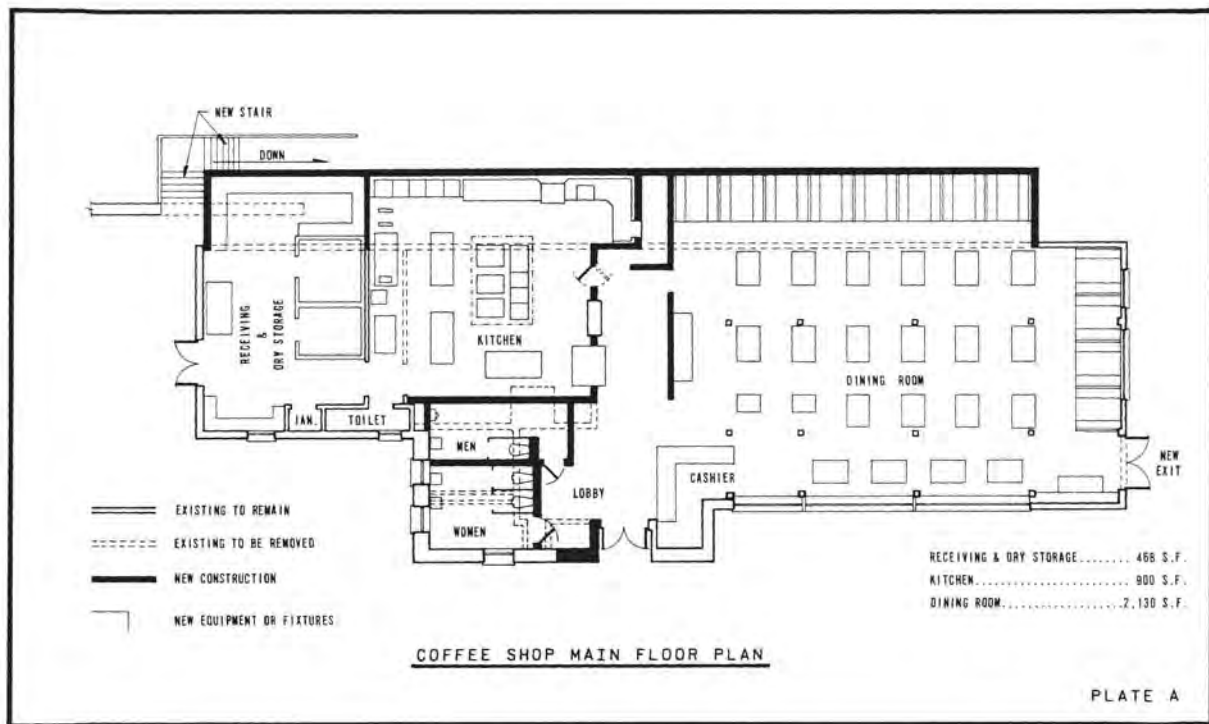 NEW STAIR
DOWN
RECEIVING
&
DRY STORAGE
KITCHEN
DINING ROOM
JAN.
TOILET
MEN
WOMEN
LOBBY
CASHIER
NEW
EXIT
EXISTING TO REMAIN
EXISTING TO BE REMOVED
NEW CONSTRUCTION
NEW EQUIPMENT OR FIXTURES
RECEIVING & DRY STORAGE........ 468 S.F.
KITCHEN...................... 900 S.F.
DINING ROOM...................2,130 S.F.
COFFEE SHOP MAIN FLOOR PLAN
PLATE A